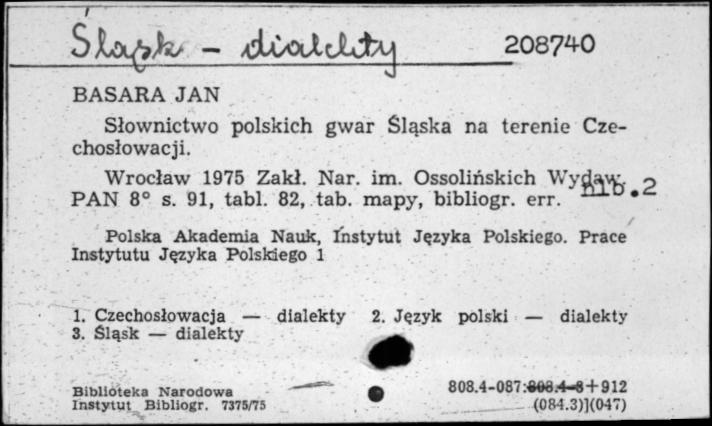 Śląsk – dialekty 208740
BASARA JAN
Słownictwo polskich gwar Śląska na terenie Cze-
chosłowacji.
Wrocław 1975 Zakł. Nar. im. Ossolińskich Wydaw.
PAN 8° s. 91, tabl. 82, tab. mapy, bibliogr. err. nlb.2
Polska Akademia Nauk, Instytut Języka Polskiego. Prace
Instytutu Języka Polskiego 1
1. Czechosłowacja — dialekty 2. Język polski — dialekty
3. Śląsk — dialekty
Biblioteka Narodowa 808.4-087:808.4-8+912
Instytut Bibliogr. 7375/75 (084.3)](047)